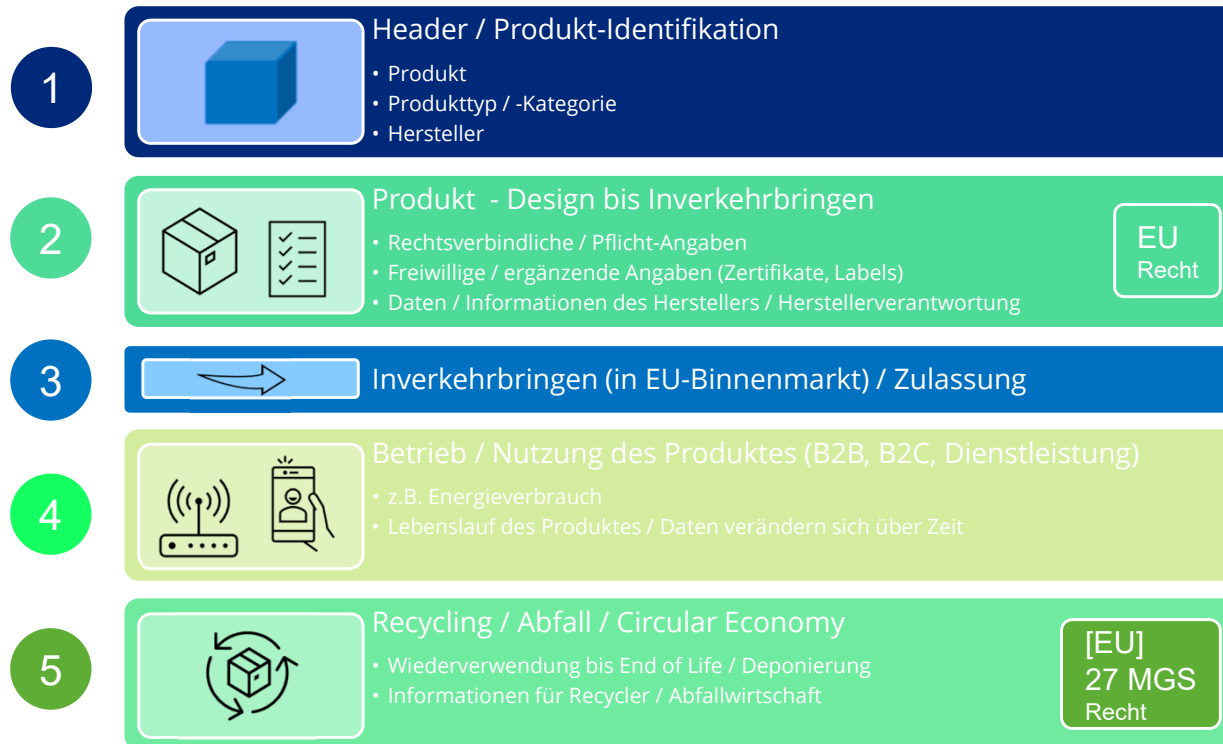 1
Header / Produkt-Identifikation
• Produkt
• Produkttyp / -Kategorie
• Hersteller
2
Produkt  - Design bis Inverkehrbringen
• Rechtsverbindliche / Pflicht-Angaben
• Freiwillige / ergänzende Angaben (Zertifikate, Labels)
• Daten / Informationen des Herstellers / Herstellerverantwortung
EU
Recht
3
Inverkehrbringen (in EU-Binnenmarkt) / Zulassung
4
Betrieb / Nutzung des Produktes (B2B, B2C, Dienstleistung)
• z.B. Energieverbrauch
• Lebenslauf des Produktes / Daten verändern sich über Zeit
5
Recycling / Abfall / Circular Economy
• Wiederverwendung bis End of Life / Deponierung
• Informationen für Recycler / Abfallwirtschaft
[EU]
27 MGS
Recht